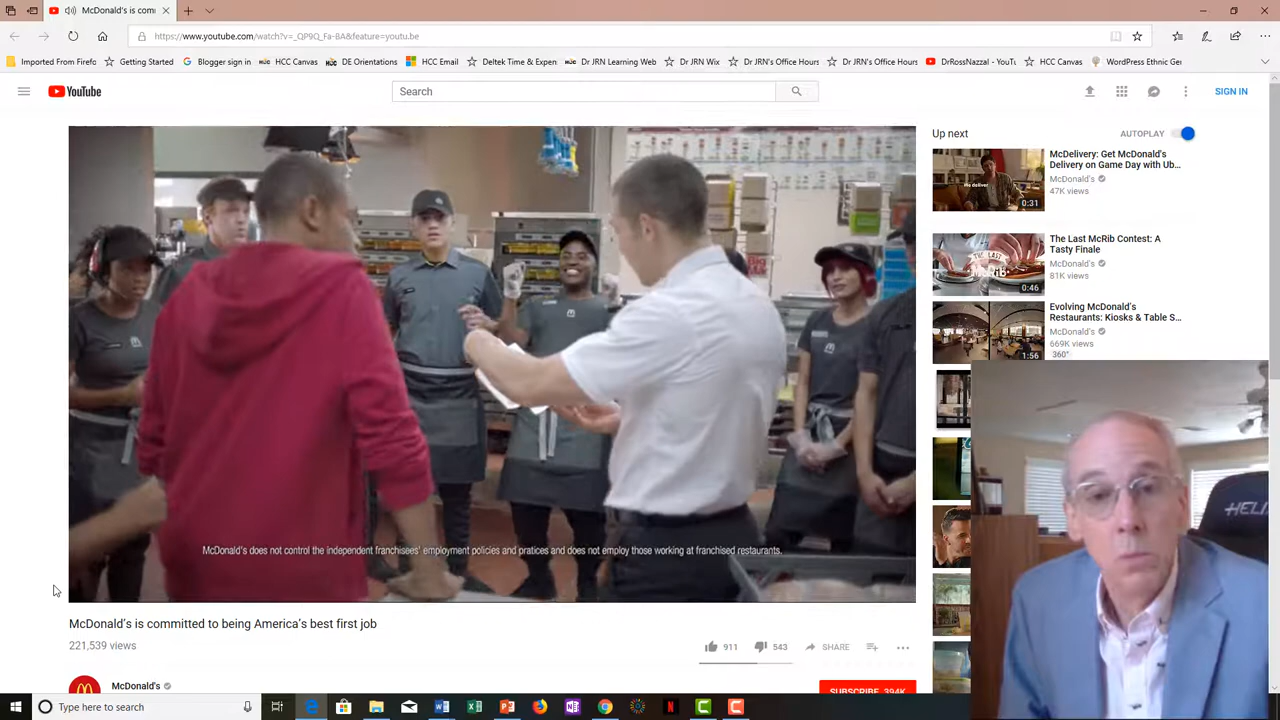 McDonald's is comm
https://www.youtube.com/watch?v=_QP9Q_Fa-BA&feature=youtu.be
Imported From Firefo
Getting Started
Blogger sign in
HCC Canvas
DE Orientations
HCC Email
Deltek Time & Expen
Dr JRN Learning Web
Dr JRN Wix
Dr JRN's Office Hours
Dr JRN's Office Hours
DrRossNazzal - YouTu
HCC Canvas
WordPress Ethnic Ger
YouTube
Search
SIGN IN
Up next
AUTOPLAY
McDelivery: Get McDonald's
Delivery on Game Day with Ub...
McDonald's
47K views
We deliver
0:31
The Last McRib Contest: A
Tasty Finale
McDonald's
81K views
THE LAST
McRib
0:46
Evolving McDonald's
Restaurants: Kiosks & Table S...
McDonald's
669K views
360°
1:56
McDonald's does not control the independent franchisees' employment policies and pratices and does not employ those working at franchised restaurants.
McDonald's is committed to being America's best first job
221,539 views
911
543
SHARE
McDonald's
SUBSCRIBE 394K
Type here to search